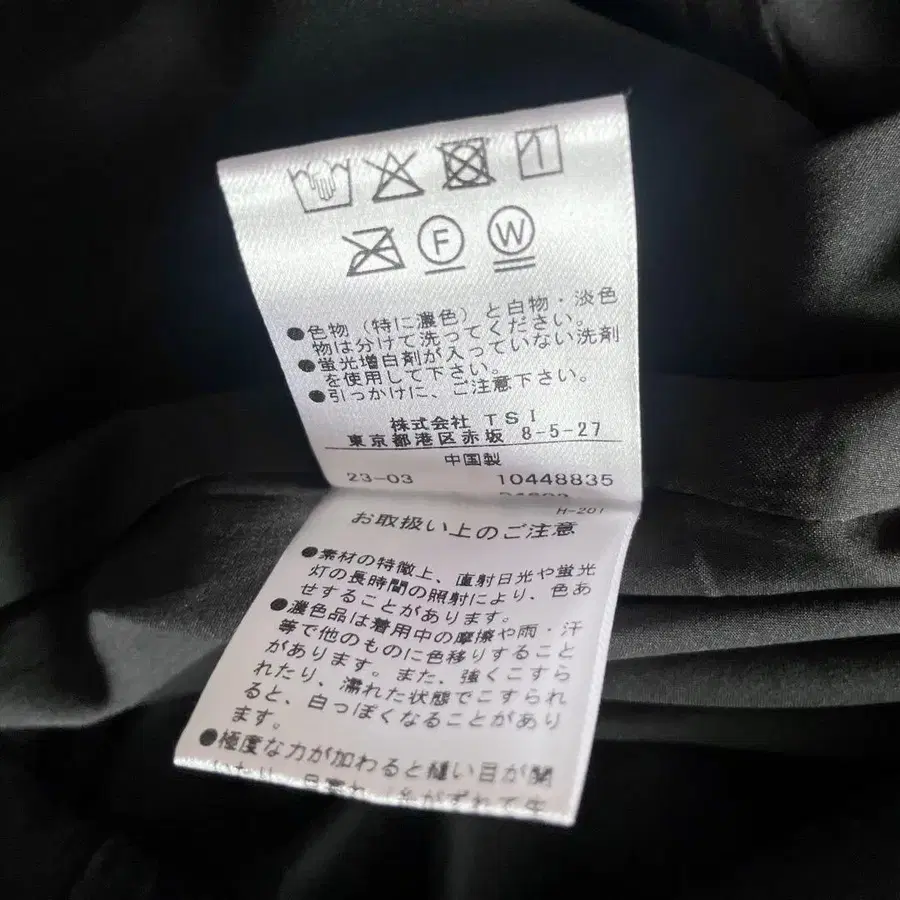 F W
●色物（特に濃色）と白物・淡色
物は分けて洗ってください。
●蛍光増白剤が入っていない洗剤
を使用して下さい。
●引っかけに、ご注意下さい。
株式会社 TSI
東京都港区赤坂 8-5-27
中国製
23-03 10448835
H-201
お取扱い上のご注意
●素材の特徴上、直射日光や蛍光
灯の長時間の照射により、色あ
せすることがあります。
●濃色品は着用中の摩擦や雨・汗
等で他のものに色移りすること
があります。また、強くこすら
れたり、濡れた状態でこすられ
ると、白っぽくなることがあり
ます。
●極度な力が加わると縫い目が開